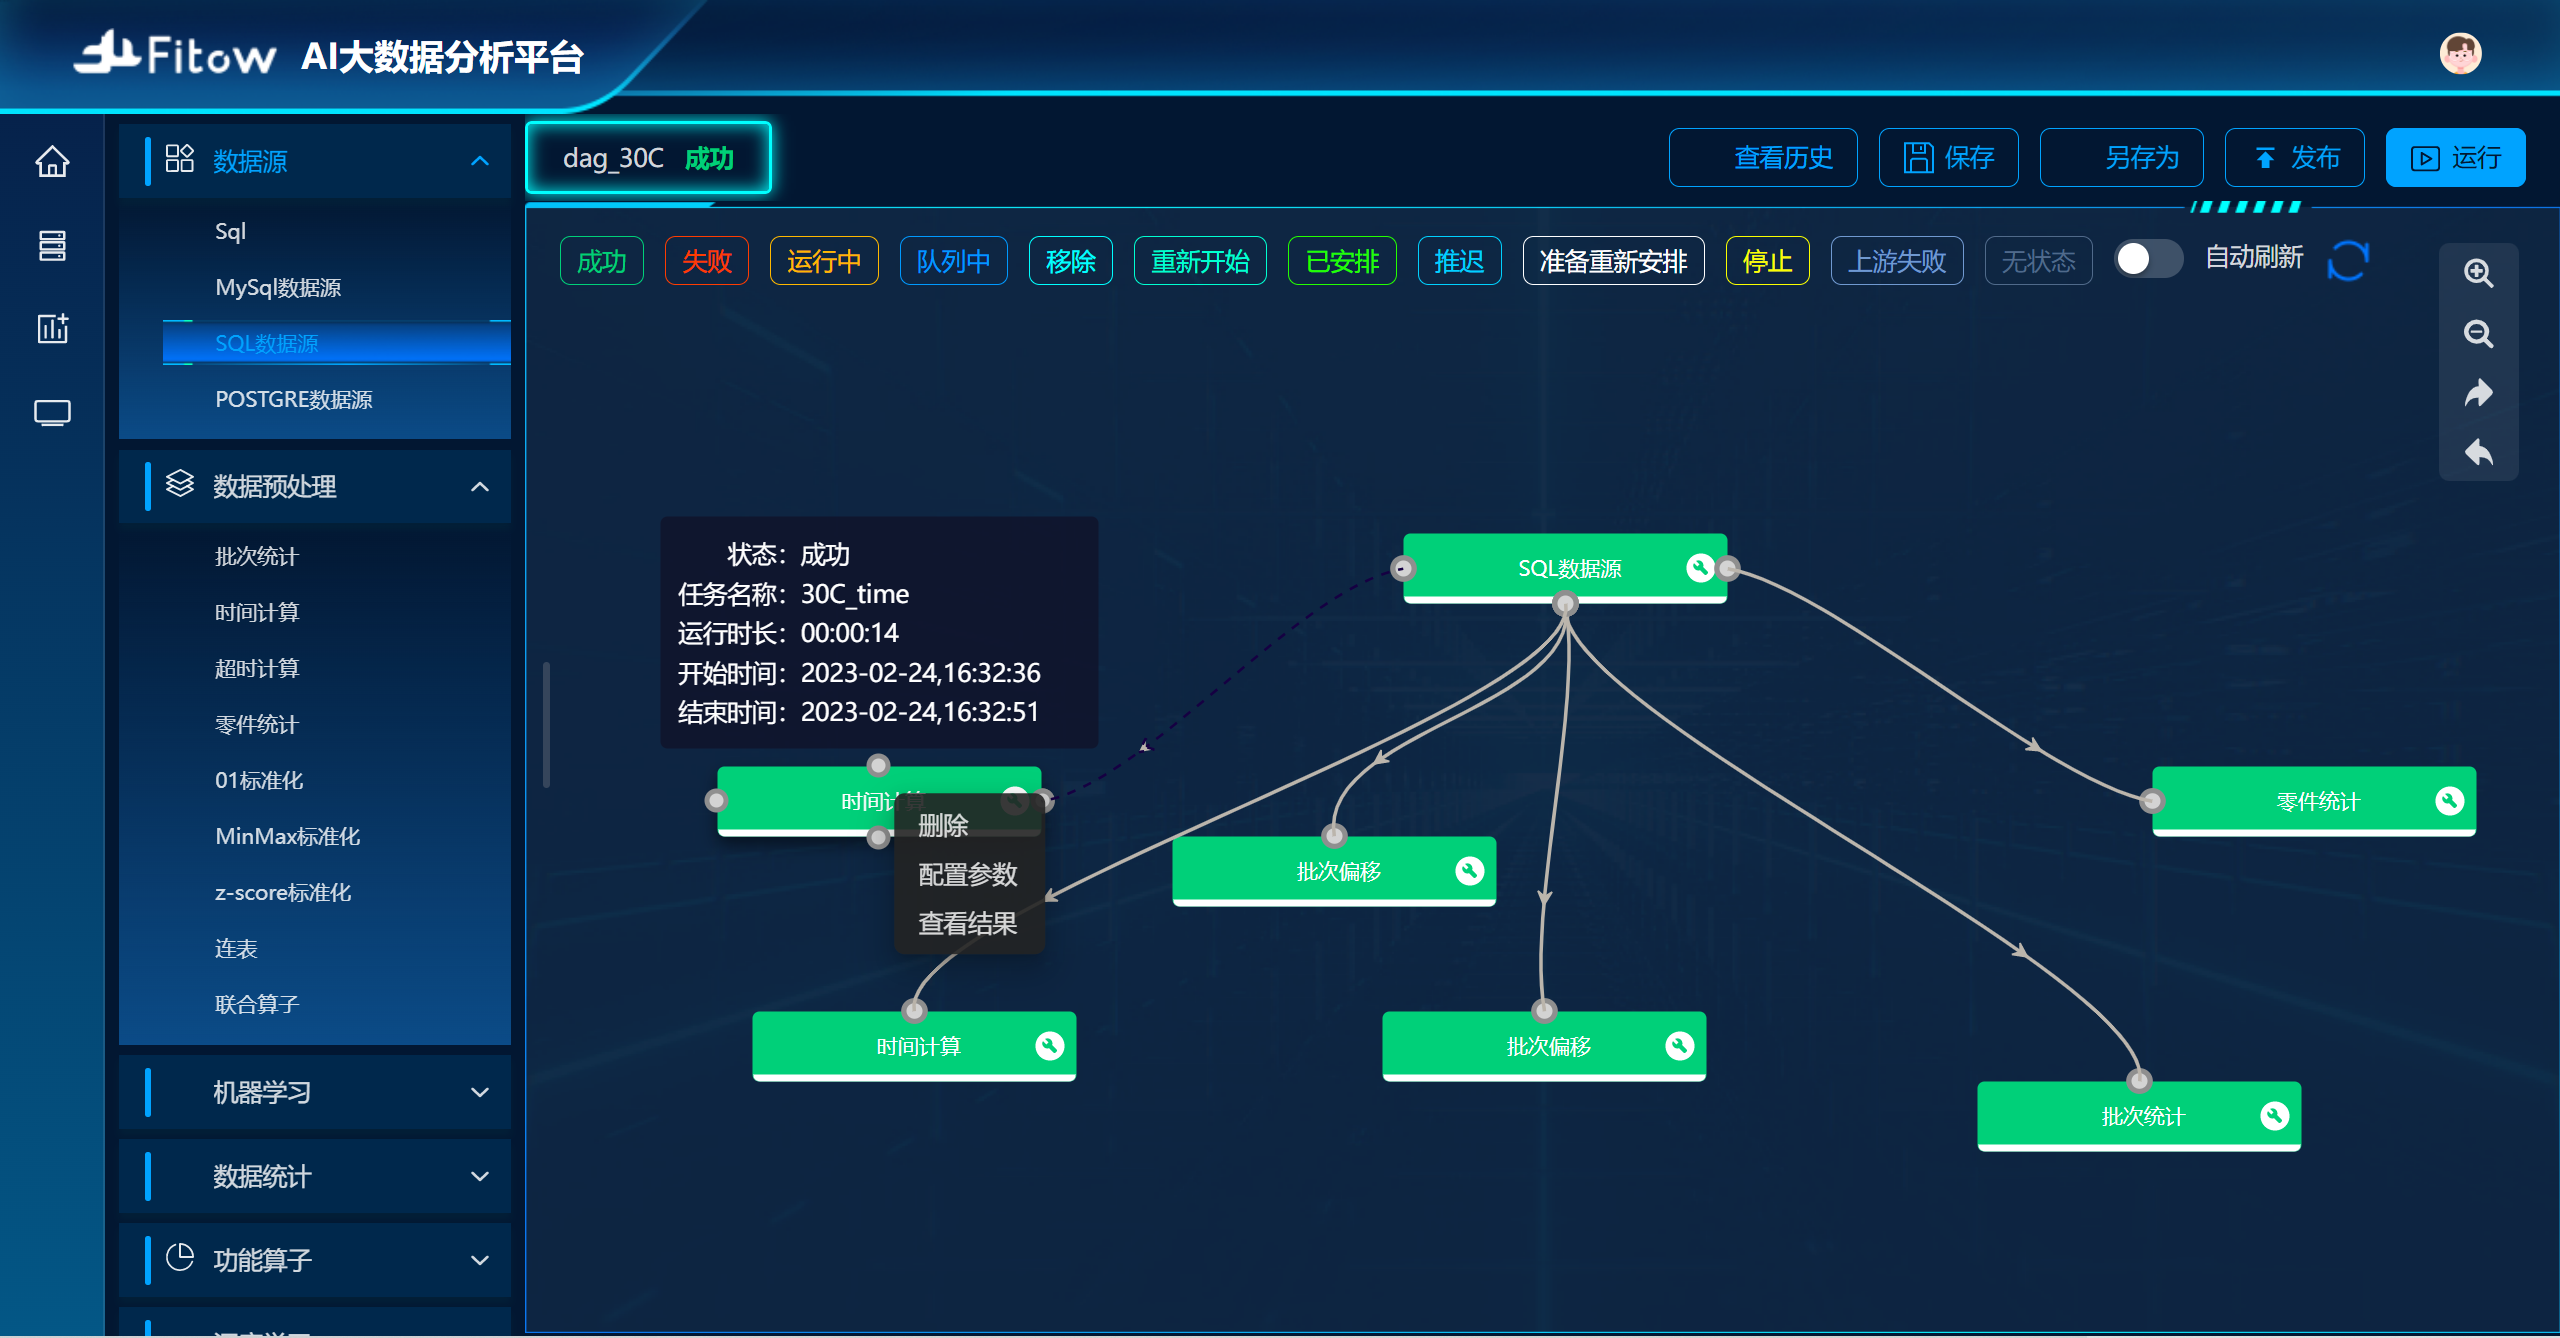 Fitow AI大数据分析平台
数据源
Sql
MySql数据源
SQL数据源
POSTGRE数据源
数据预处理
批次统计
时间计算
超时计算
零件统计
01标准化
MinMax标准化
z-score标准化
连表
联合算子
机器学习
数据统计
功能算子
dag_30C 成功
查看历史 保存 另存为 发布 运行
成功 失败 运行中 队列中 移除 重新开始 已安排 推迟 准备重新安排 停止 上游失败 无状态 自动刷新
状态：成功
任务名称：30C_time
运行时长：00:00:14
开始时间：2023-02-24,16:32:36
结束时间：2023-02-24,16:32:51
SQL数据源
时间计算
删除
配置参数
查看结果
批次偏移
零件统计
时间计算
批次偏移
批次统计